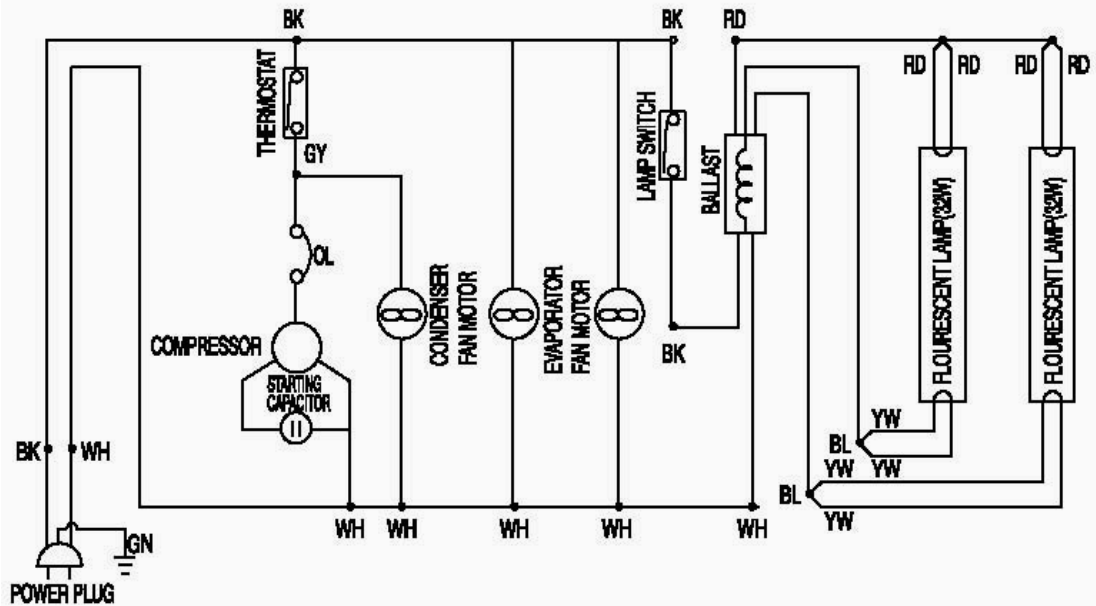 BK
BK
RD
RD
RD
RD
RD
THERMOSTAT
GY
LAMP SWITCH
BALLAST
OL
COMPRESSOR
STARTING
CAPACITOR
CONDENSER
FAN MOTOR
EVAPORATOR
FAN MOTOR
BK
FLOURESCENT LAMP(32W)
FLOURESCENT LAMP(32W)
YW
BL
YW
YW
BL
YW
BK
WH
WH
WH
WH
WH
WH
GN
POWER PLUG